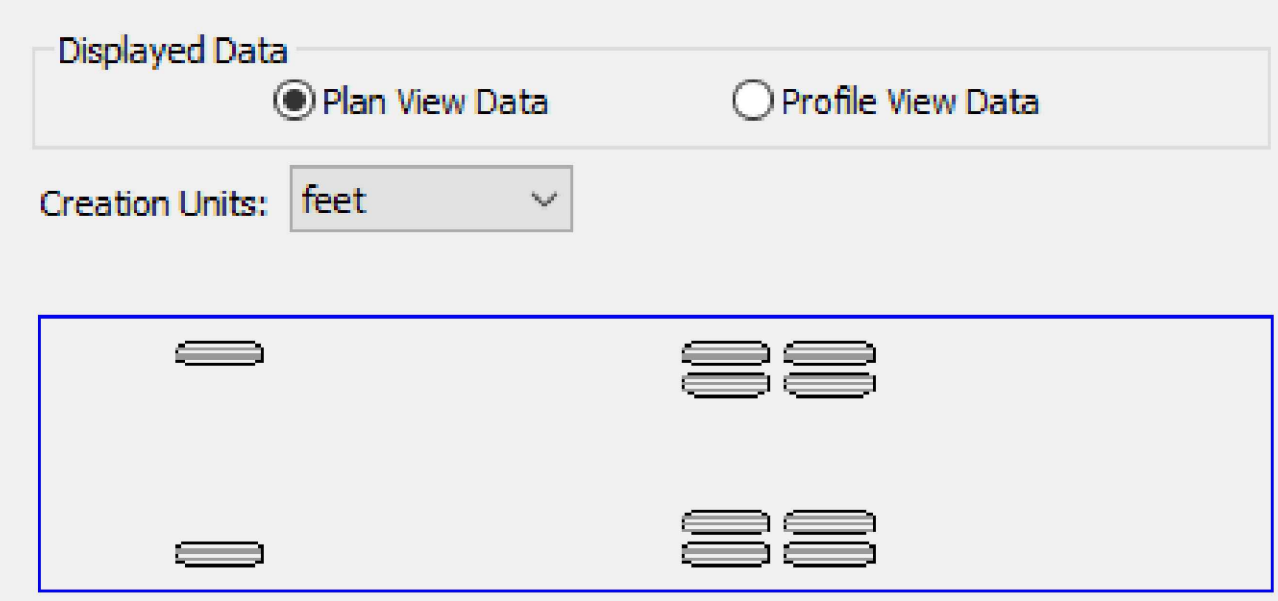 Displayed Data
Plan View Data Profile View Data
Creation Units: feet